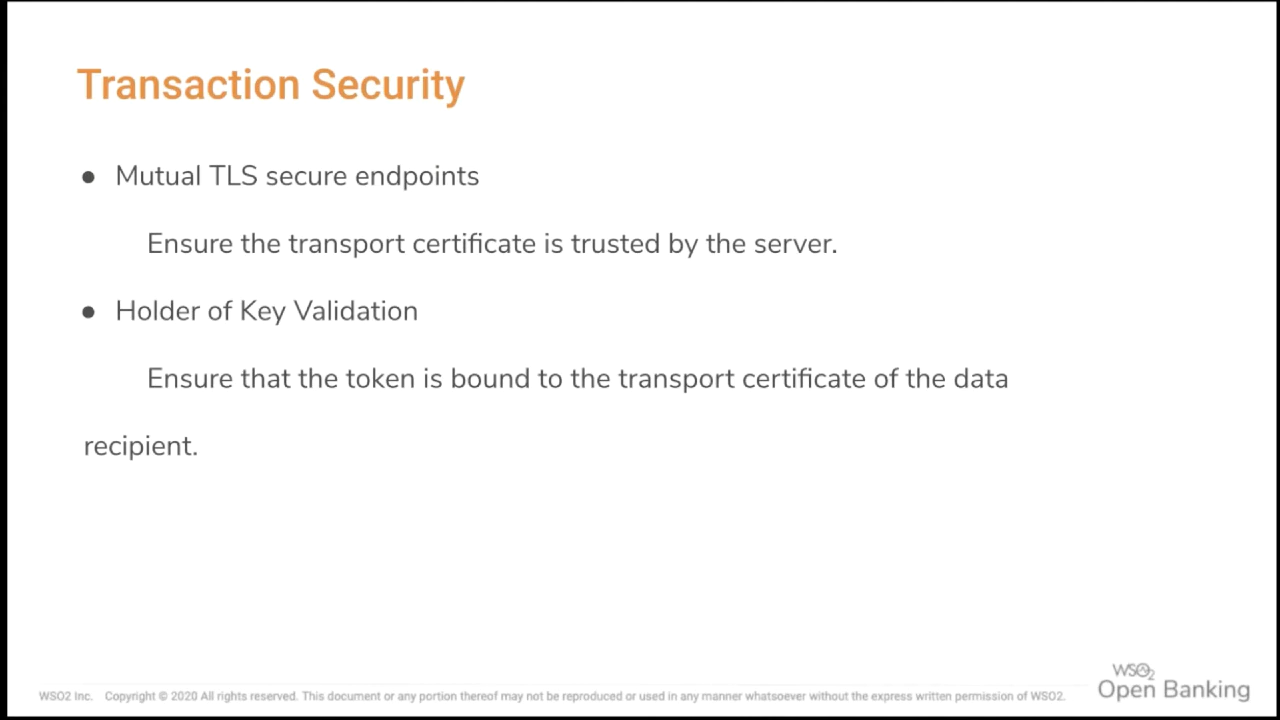 Transaction Security
● Mutual TLS secure endpoints
Ensure the transport certificate is trusted by the server.
● Holder of Key Validation
Ensure that the token is bound to the transport certificate of the data
recipient.
WSO2 Inc. Copyright © 2020 All rights reserved. This document or any portion thereof may not be reproduced or used in any manner whatsoever without the express written permission of WSO2.
WSO2
Open Banking